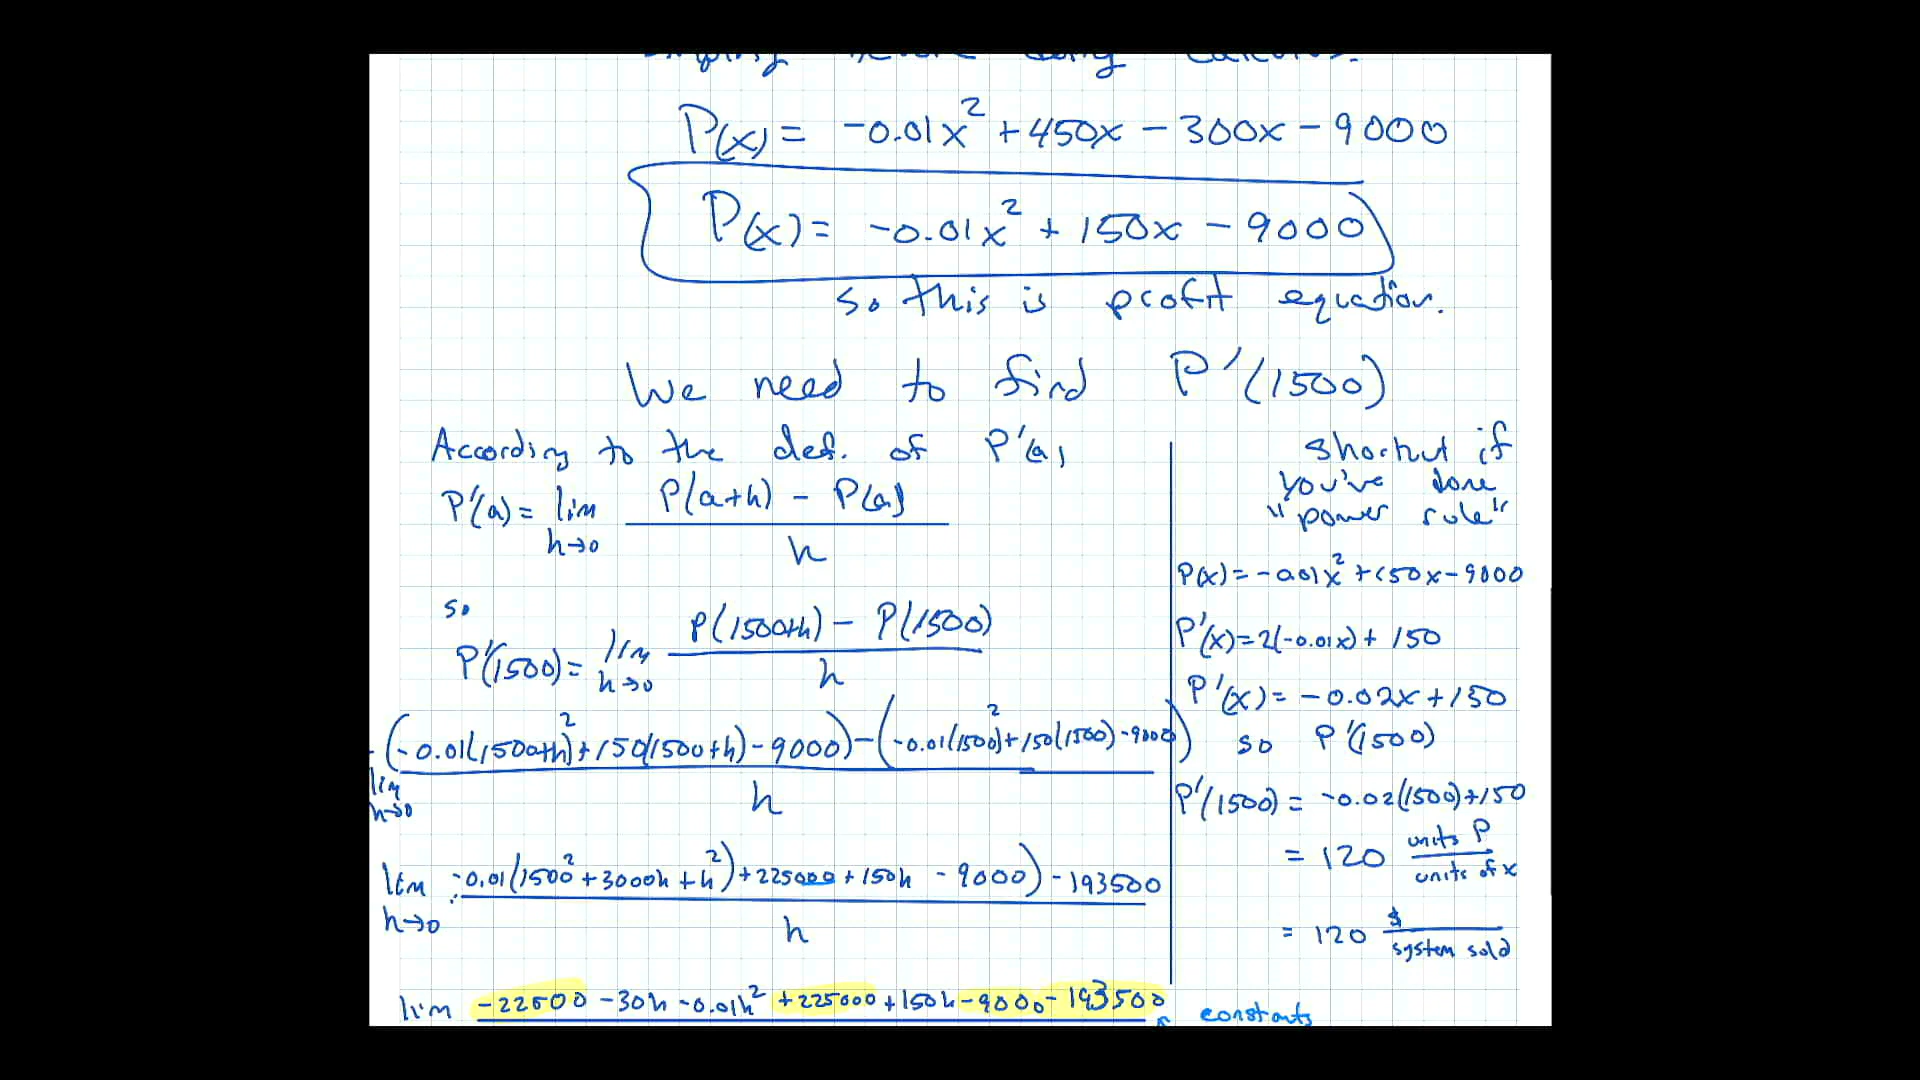 P(x) = -0.01x² + 450x - 300x - 9000
P(x) = -0.01x² + 150x - 9000
so this is profit equation.
We need to find P'(1500)
According to the def. of P'(a)
P'(a) = lim h→0 P(a+h) - P(a) / h
so
P'(1500) = lim h→0 P(1500+h) - P(1500) / h
lim h→0 (-0.01(1500+h)² + 150(1500+h) - 9000) - (-0.01(1500)² + 150(1500) - 9000) / h
lim h→0 -0.01(1500² + 3000h + h²) + 225000 + 150h - 9000) - 193500 / h
lim -22500 - 30h - 0.01h² + 225000 + 150h - 9000 - 193500
shortcut if
you've done
"power rule"
P(x) = -0.01x² + 150x - 9000
P'(x) = 2(-0.01x) + 150
P'(x) = -0.02x + 150
so P'(1500)
P'(1500) = -0.02(1500) + 150
= 120 units P / units of x
= 120 $ / system sold
constants